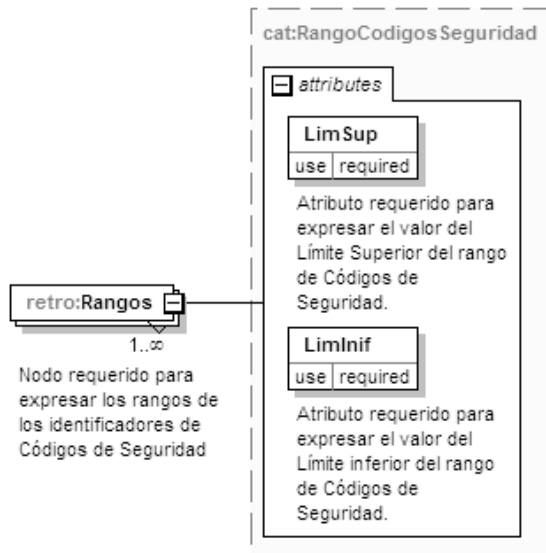 cat:RangoCodigosSeguridad
attributes
LimSup
use required
Atributo requerido para
expresar el valor del
Límite Superior del rango
de Códigos de
Seguridad.
retro:Rangos
1..∞
Nodo requerido para
expresar los rangos de
los identificadores de
Códigos de Seguridad
LimInif
use required
Atributo requerido para
expresar el valor del
Límite inferior del rango
de Códigos de
Seguridad.